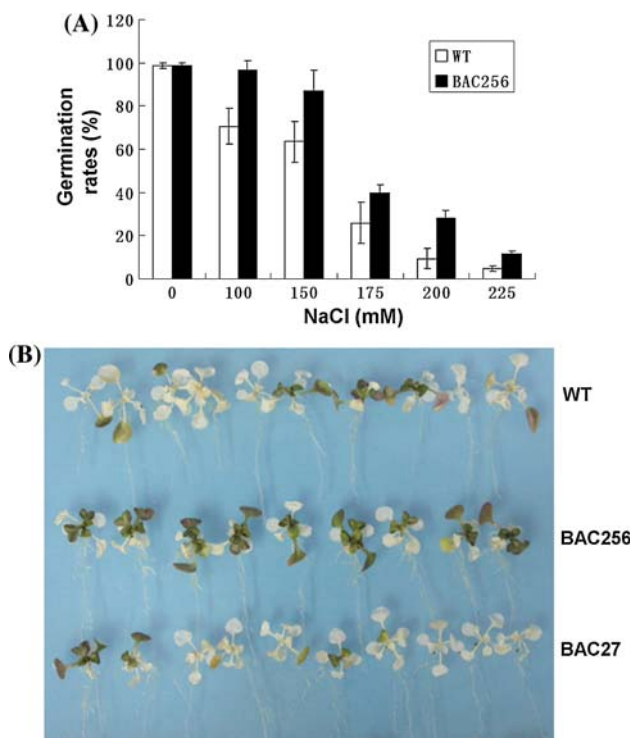 (A)
120
100
80
60
40
20
0
Germination
rates (%)
WT
BAC256
0 100 150 175 200 225
NaCl (mM)
(B)
WT
BAC256
BAC27